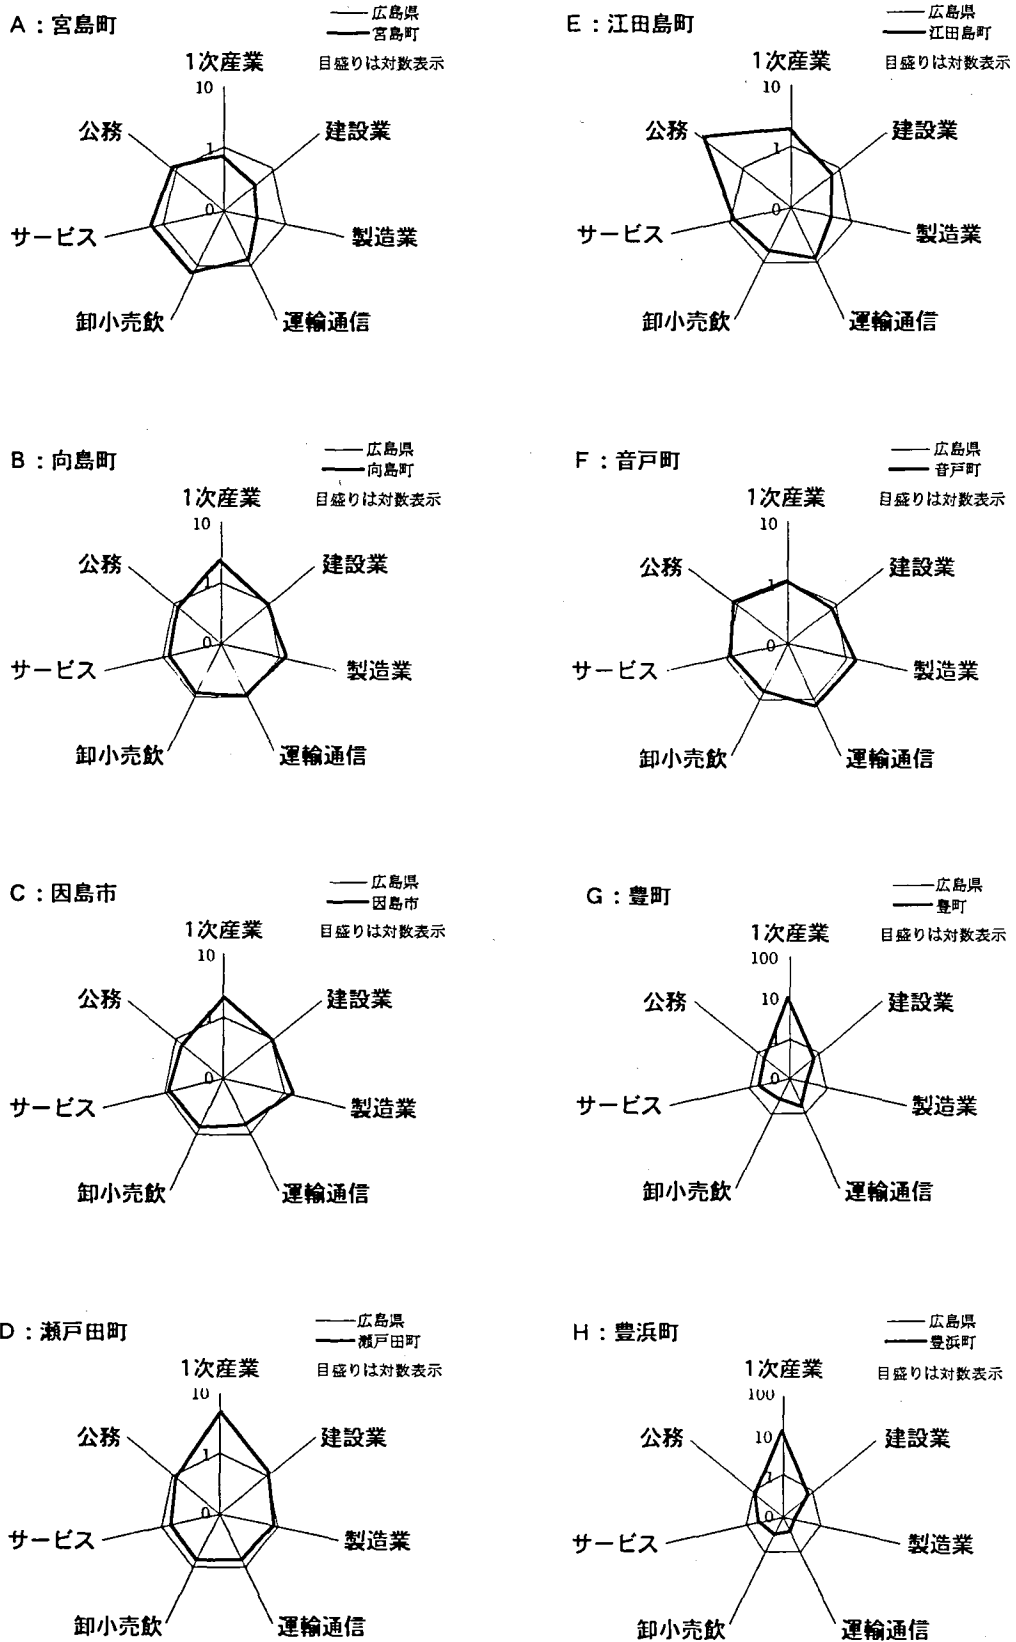 A：宮島町
広島県
宮島町
目盛りは対数表示
1次産業
10
公務
建設業
1
0
サービス
製造業
卸小売飲
運輸通信
E：江田島町
広島県
江田島町
目盛りは対数表示
1次産業
10
公務
建設業
1
0
サービス
製造業
卸小売飲
運輸通信
B：向島町
広島県
向島町
目盛りは対数表示
1次産業
10
公務
建設業
1
0
サービス
製造業
卸小売飲
運輸通信
F：音戸町
広島県
音戸町
目盛りは対数表示
1次産業
10
公務
建設業
1
0
サービス
製造業
卸小売飲
運輸通信
C：因島市
広島県
因島市
目盛りは対数表示
1次産業
10
公務
建設業
1
0
サービス
製造業
卸小売飲
運輸通信
G：豊町
広島県
豊町
目盛りは対数表示
1次産業
100
10
公務
建設業
1
0
サービス
製造業
卸小売飲
運輸通信
D：瀬戸田町
広島県
瀬戸田町
目盛りは対数表示
1次産業
10
公務
建設業
1
0
サービス
製造業
卸小売飲
運輸通信
H：豊浜町
広島県
豊浜町
目盛りは対数表示
1次産業
100
10
公務
建設業
1
0
サービス
製造業
卸小売飲
運輸通信